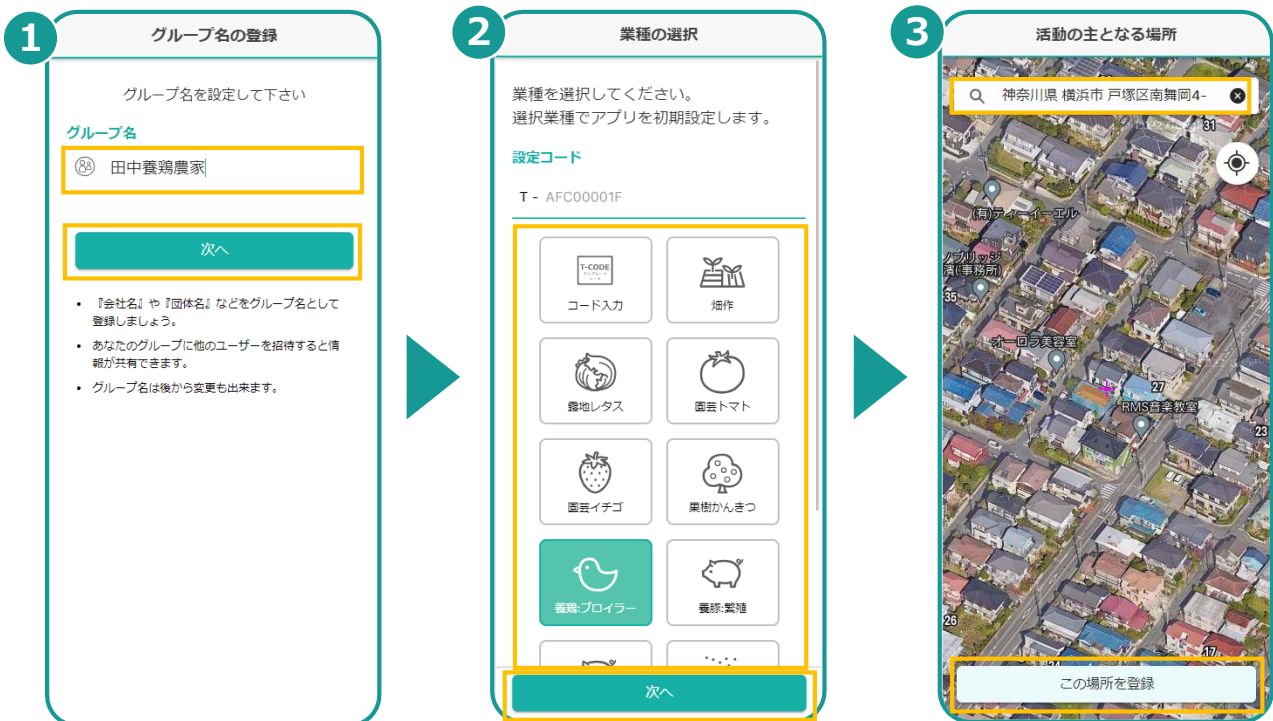 1
グループ名の登録
グループ名を設定して下さい
グループ名
田中養鶏農家
次へ
• 『会社名』や『団体名』などをグループ名として
登録しましょう。
• あなたのグループに他のユーザーを招待すると情
報が共有できます。
• グループ名は後から変更も出来ます。
2
業種の選択
業種を選択してください。
選択業種でアプリを初期設定します。
設定コード
T - AFC00001F
T-CODE
コード入力
畑作
露地レタス
園芸トマト
園芸イチゴ
果樹かんきつ
養鶏:ブロイラー
養豚:繁殖
次へ
3
活動の主となる場所
神奈川県 横浜市 戸塚区南舞岡4-
31
(有)ティーイーエル
ノブリッジ
濱(事務所)
35
オーロラ美容室
27
RMS音楽教室
23
26
17
24
この場所を登録